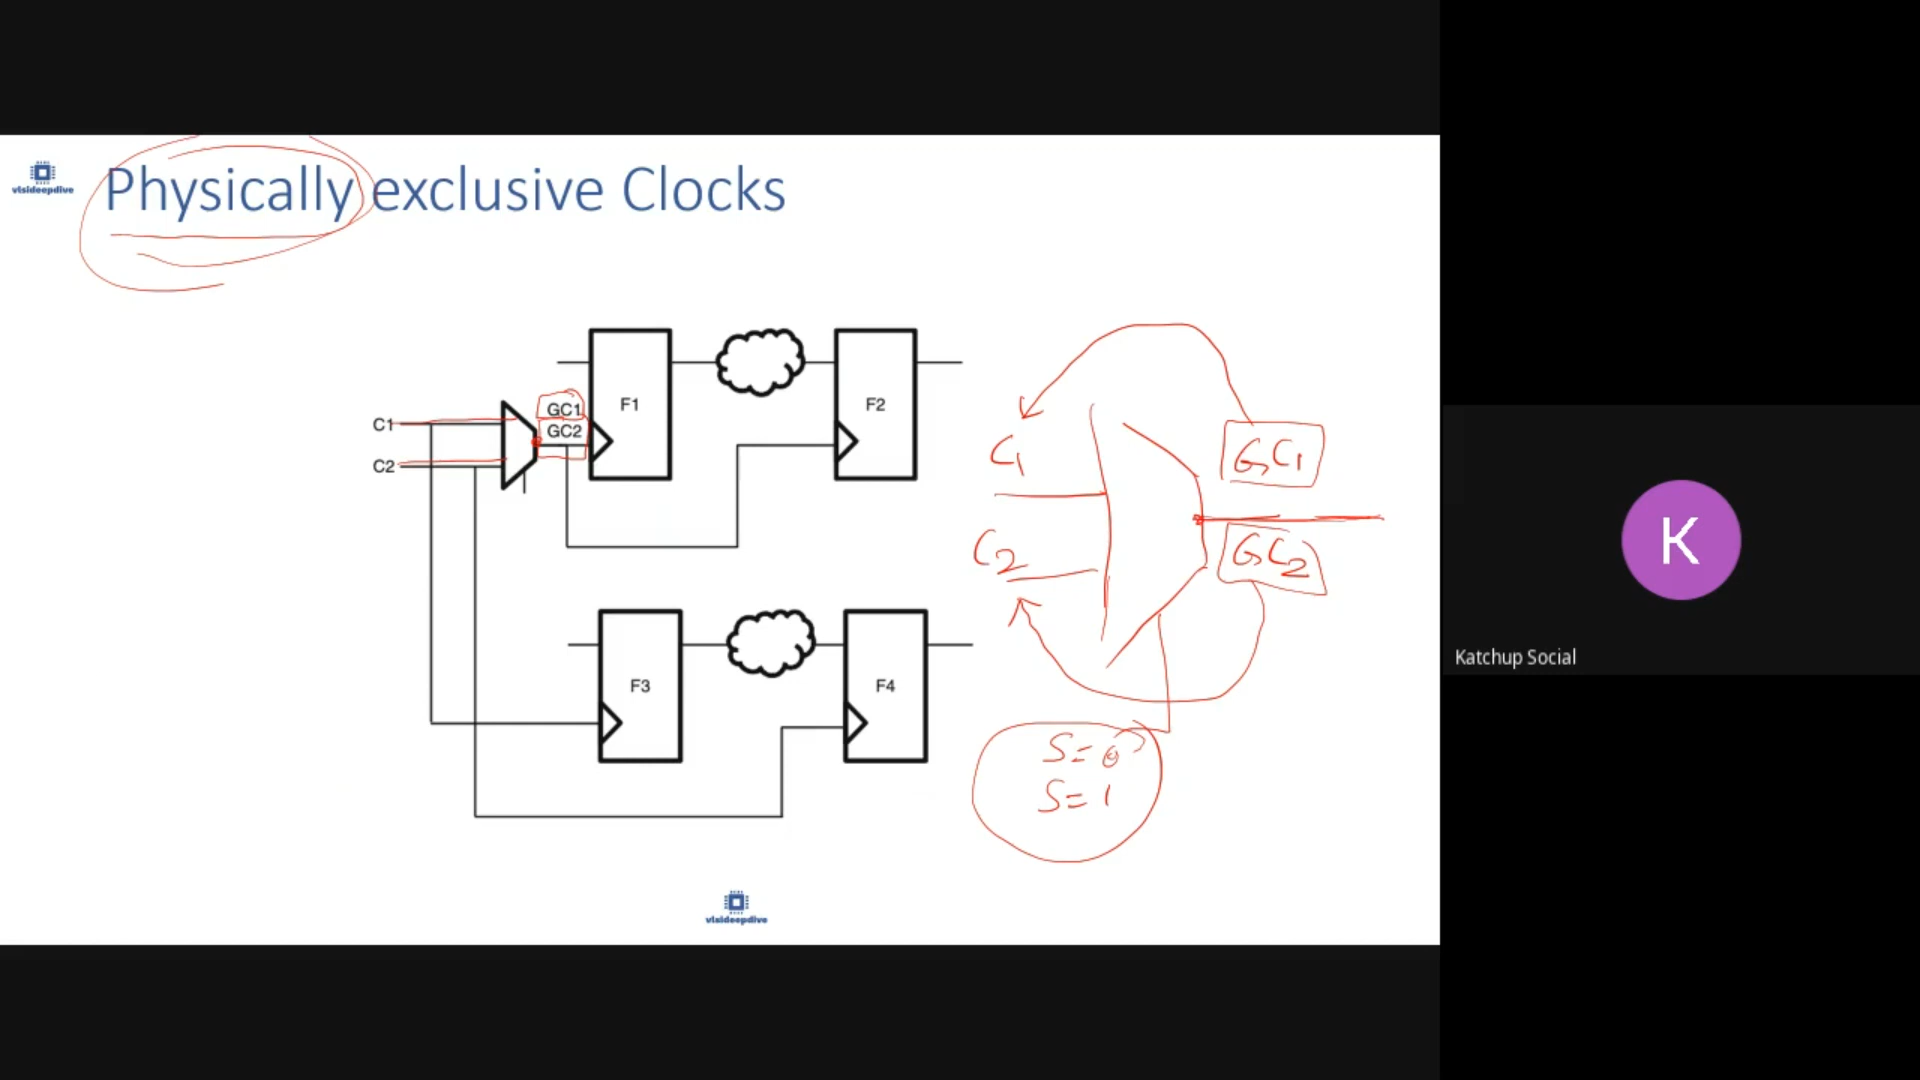 vlsideepdive
Physically exclusive Clocks
F1
F2
GC1
GC2
C1
C2
C1
C2
GC1
GC2
F3
F4
S=0
S=1
vlsideepdive
K
Katchup Social